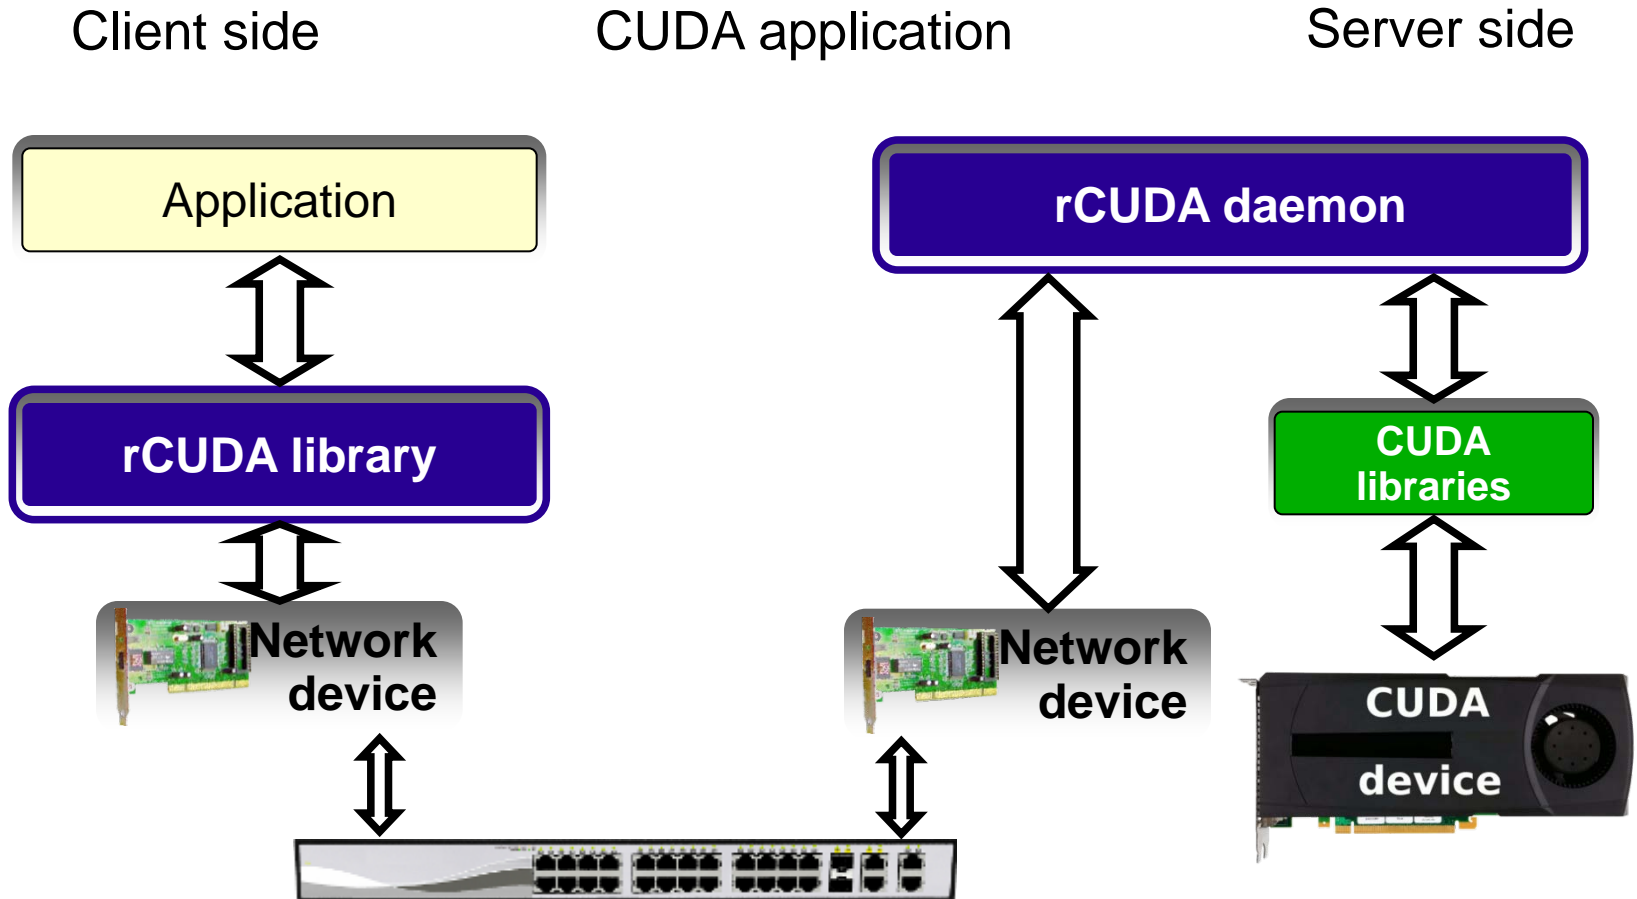 Client side
CUDA application
Server side
Application
rCUDA daemon
rCUDA library
CUDA
libraries
Network
device
Network
device
CUDA
device